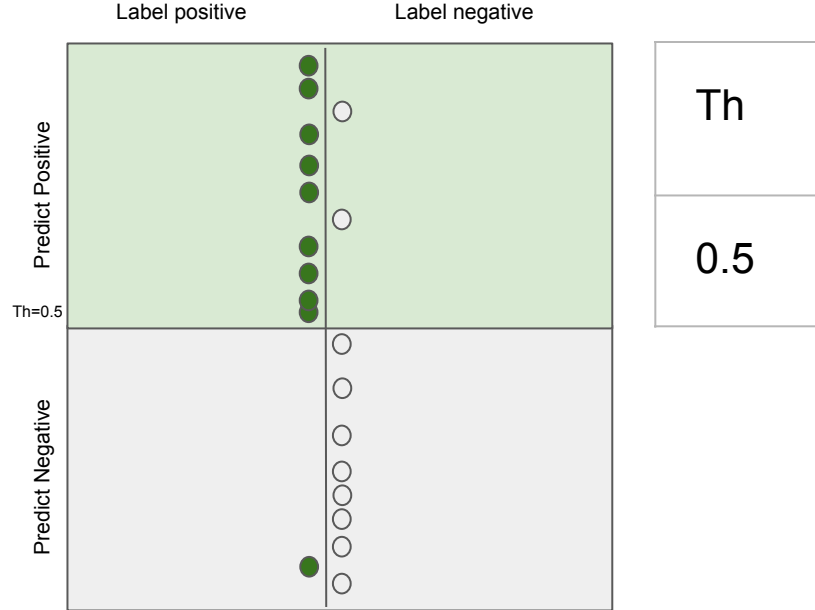 Label positive
Label negative
Predict Positive
Th=0.5
Predict Negative
Th
0.5